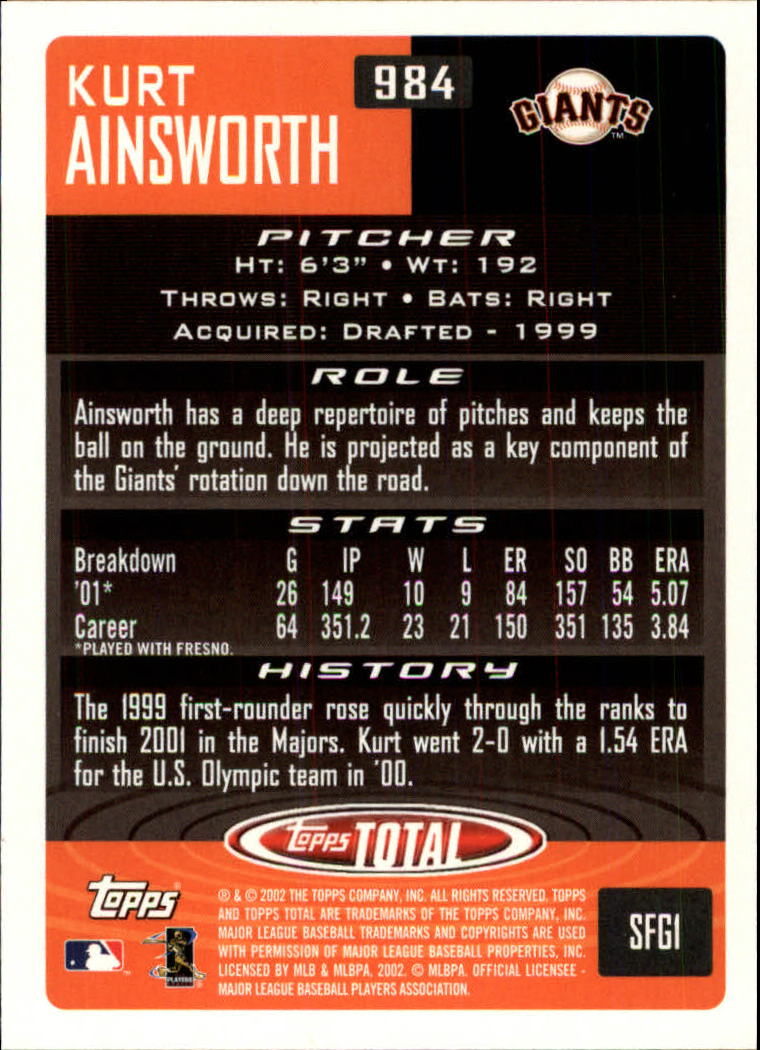 KURT
AINSWORTH
984
GIANTS
TM
PITCHER
HT: 6'3" • WT: 192
THROWS: RIGHT • BATS: RIGHT
ACQUIRED: DRAFTED - 1999
ROLE
Ainsworth has a deep repertoire of pitches and keeps the
ball on the ground. He is projected as a key component of
the Giants' rotation down the road.
STATS
Breakdown G IP W L ER SO BB ERA
'01* 26 149 10 9 84 157 54 5.07
Career 64 351.2 23 21 150 351 135 3.84
*PLAYED WITH FRESNO.
HISTORY
The 1999 first-rounder rose quickly through the ranks to
finish 2001 in the Majors. Kurt went 2-0 with a 1.54 ERA
for the U.S. Olympic team in '00.
topps TOTAL
topps®
® & © 2002 THE TOPPS COMPANY, INC. ALL RIGHTS RESERVED. TOPPS
AND TOPPS TOTAL ARE TRADEMARKS OF THE TOPPS COMPANY, INC.
MAJOR LEAGUE BASEBALL TRADEMARKS AND COPYRIGHTS ARE USED
WITH PERMISSION OF MAJOR LEAGUE BASEBALL PROPERTIES, INC.
LICENSED BY MLB & MLBPA, 2002. © MLBPA. OFFICIAL LICENSEE -
MAJOR LEAGUE BASEBALL PLAYERS ASSOCIATION.
PLAYERS
SFG1